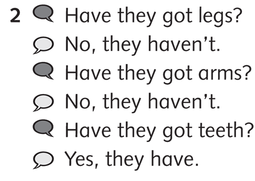 2 Have they got legs?
No, they haven't.
Have they got arms?
No, they haven't.
Have they got teeth?
Yes, they have.